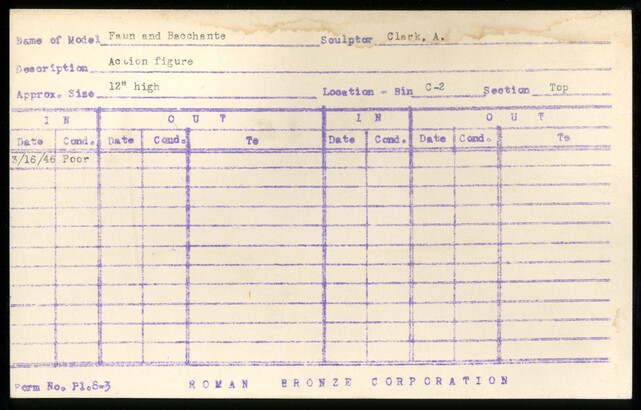 Name of Model Faun and Bacchante Sculptor Clark, A.
Description Action figure
Approx. Size 12" high Location - Bin C-2 Section Top
IN OUT IN OUT
Date Cond. Date Cond. To Date Cond. Date Cond. To
3/16/46 Poor
Form No. Pl.S-3 ROMAN BRONZE CORPORATION